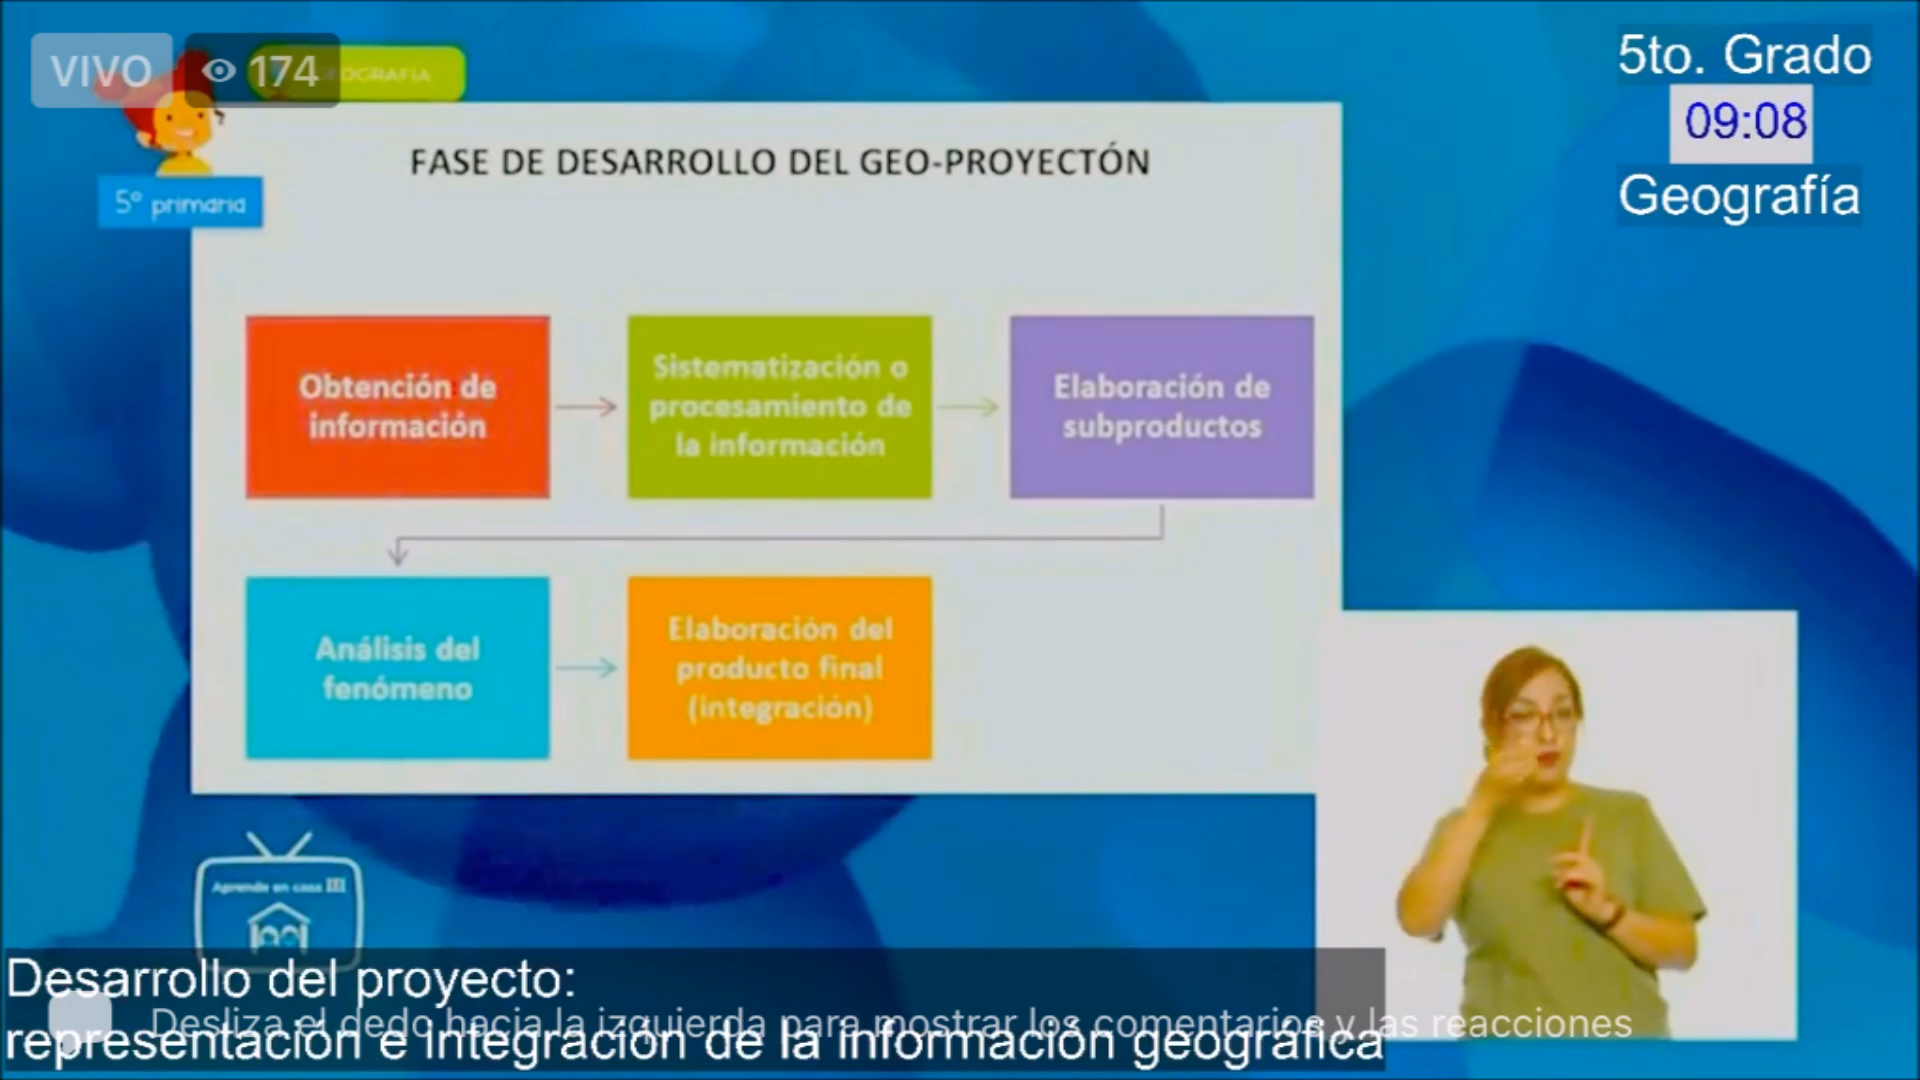 VIVO
174
OGRAFÍA
5to. Grado
09:08
Geografía
5° primaria
FASE DE DESARROLLO DEL GEO-PROYECTÓN
Obtención de
información
Sistematización o
procesamiento de
la información
Elaboración de
subproductos
Análisis del
fenómeno
Elaboración del
producto final
(integración)
Aprende en casa III
Desarrollo del proyecto:
Desliza el dedo hacia la izquierda para mostrar los comentarios y las reacciones
representación e integración de la información geográfica